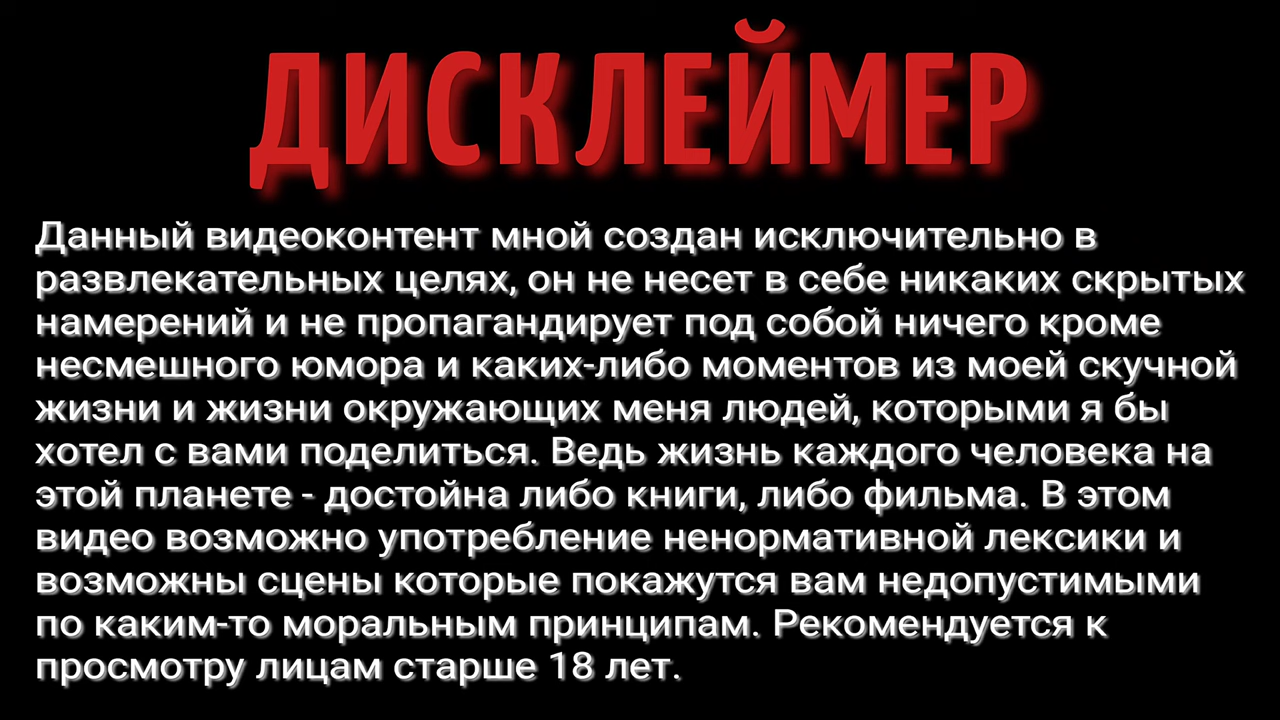 ДИСКЛЕЙМЕР
Данный видеоконтент мной создан исключительно в
развлекательных целях, он не несет в себе никаких скрытых
намерений и не пропагандирует под собой ничего кроме
несмешного юмора и каких-либо моментов из моей скучной
жизни и жизни окружающих меня людей, которыми я бы
хотел с вами поделиться. Ведь жизнь каждого человека на
этой планете - достойна либо книги, либо фильма. В этом
видео возможно употребление ненормативной лексики и
возможны сцены которые покажутся вам недопустимыми
по каким-то моральным принципам. Рекомендуется к
просмотру лицам старше 18 лет.